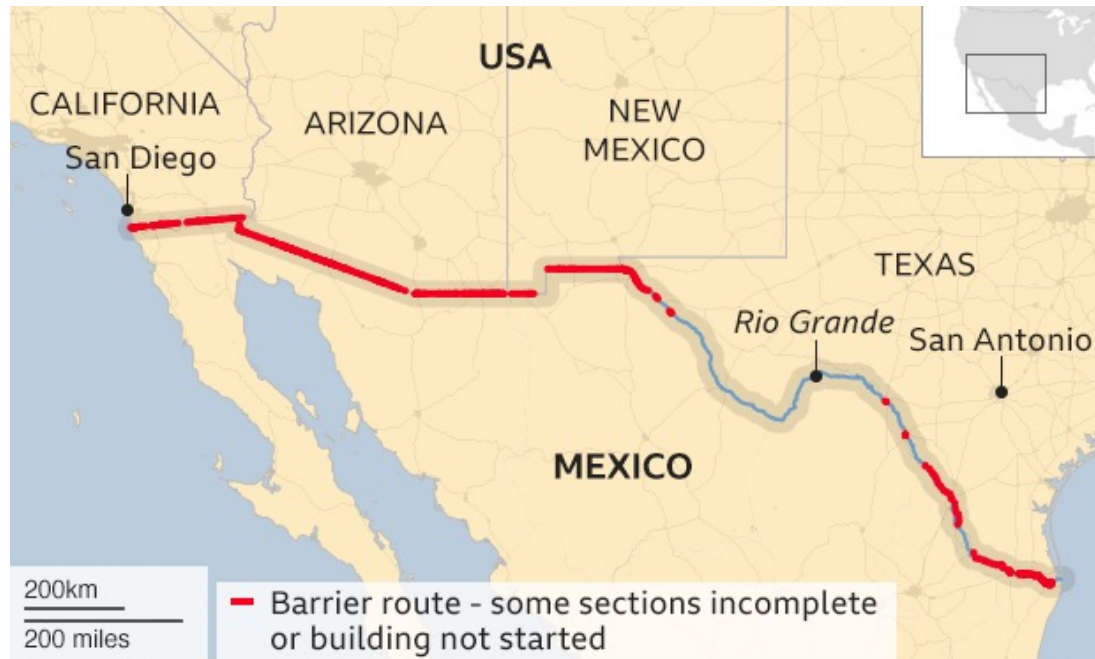 USA
CALIFORNIA
ARIZONA
NEW
MEXICO
San Diego
TEXAS
Rio Grande
San Antonio
MEXICO
200km
200 miles
Barrier route - some sections incomplete
or building not started